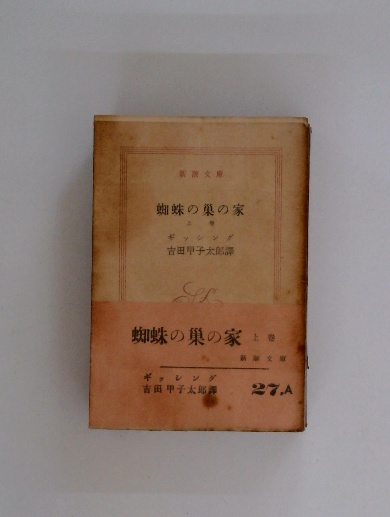 新潮文庫
蜘蛛の巣の家
上巻
ギッシング
吉田甲子太郎譯
蜘蛛の巣の家 上巻
新潮文庫
ギッシング
吉田甲子太郎譯
27.A